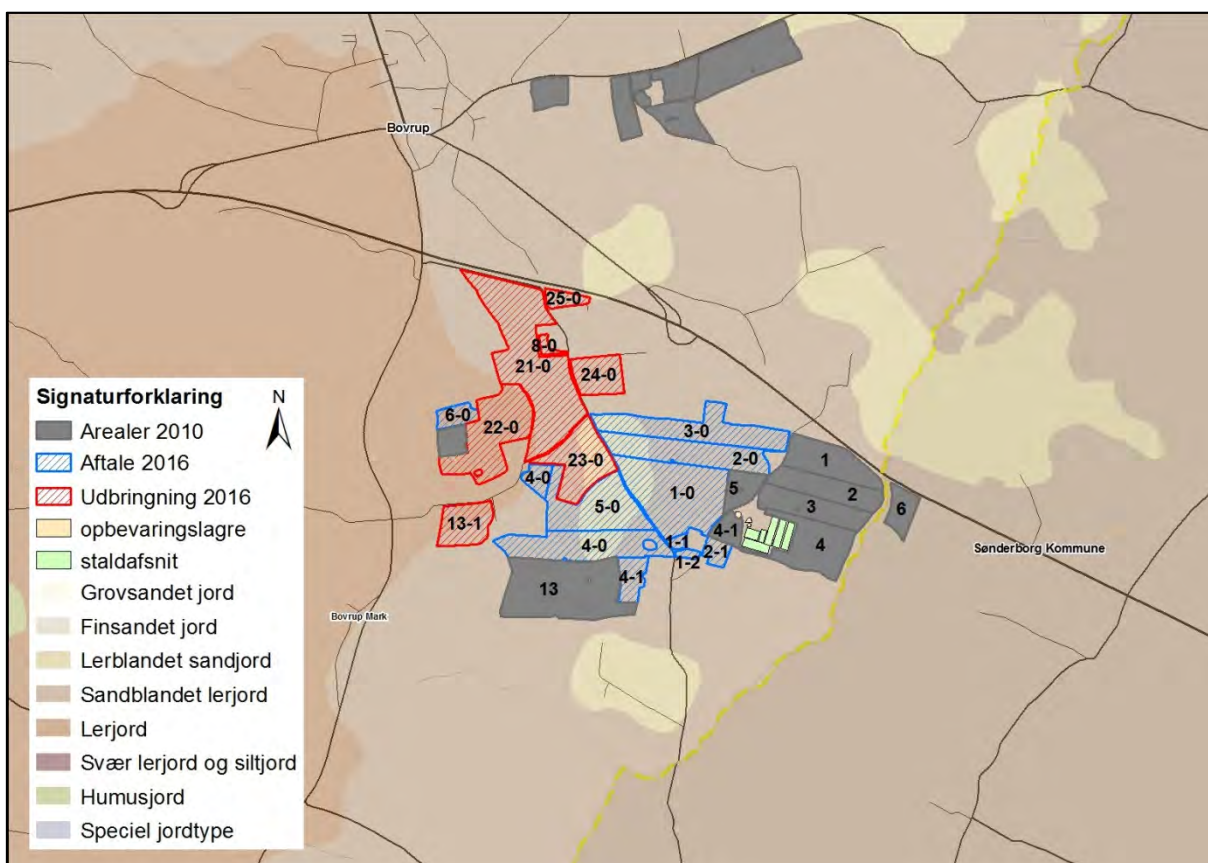 Bovrup
25-0
8-0
21-0
24-0
Signaturforklaring
N
Arealer 2010
Aftale 2016
Udbringning 2016
opbevaringslagre
staldafsnit
Grovsandet jord
Finsandet jord
Lerblandet sandjord
Sandblandet lerjord
Lerjord
Svær lerjord og siltjord
Humusjord
Speciel jordtype
6-0
22-0
3-0
23-0
2-0
1
4-0
1-0
5
2
5-0
3
6
13-1
4-1
4
1-1
4-0
2-1
1-2
Sønderborg Kommune
13
4-1
Bovrup Mark